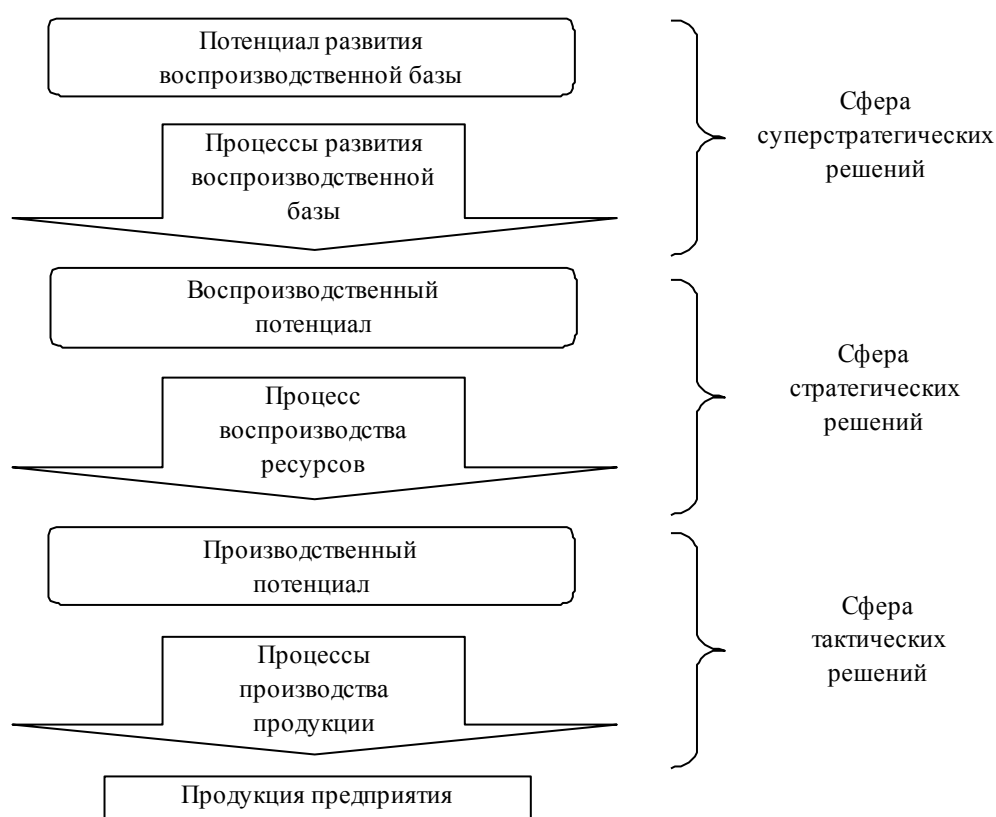 Потенциал развития
воспроизводственной базы
Процессы развития
воспроизводственной
базы
Сфера
суперстратегических
решений
Воспроизводственный
потенциал
Процесс
воспроизводства
ресурсов
Сфера
стратегических
решений
Производственный
потенциал
Процессы
производства
продукции
Сфера
тактических
решений
Продукция предприятия